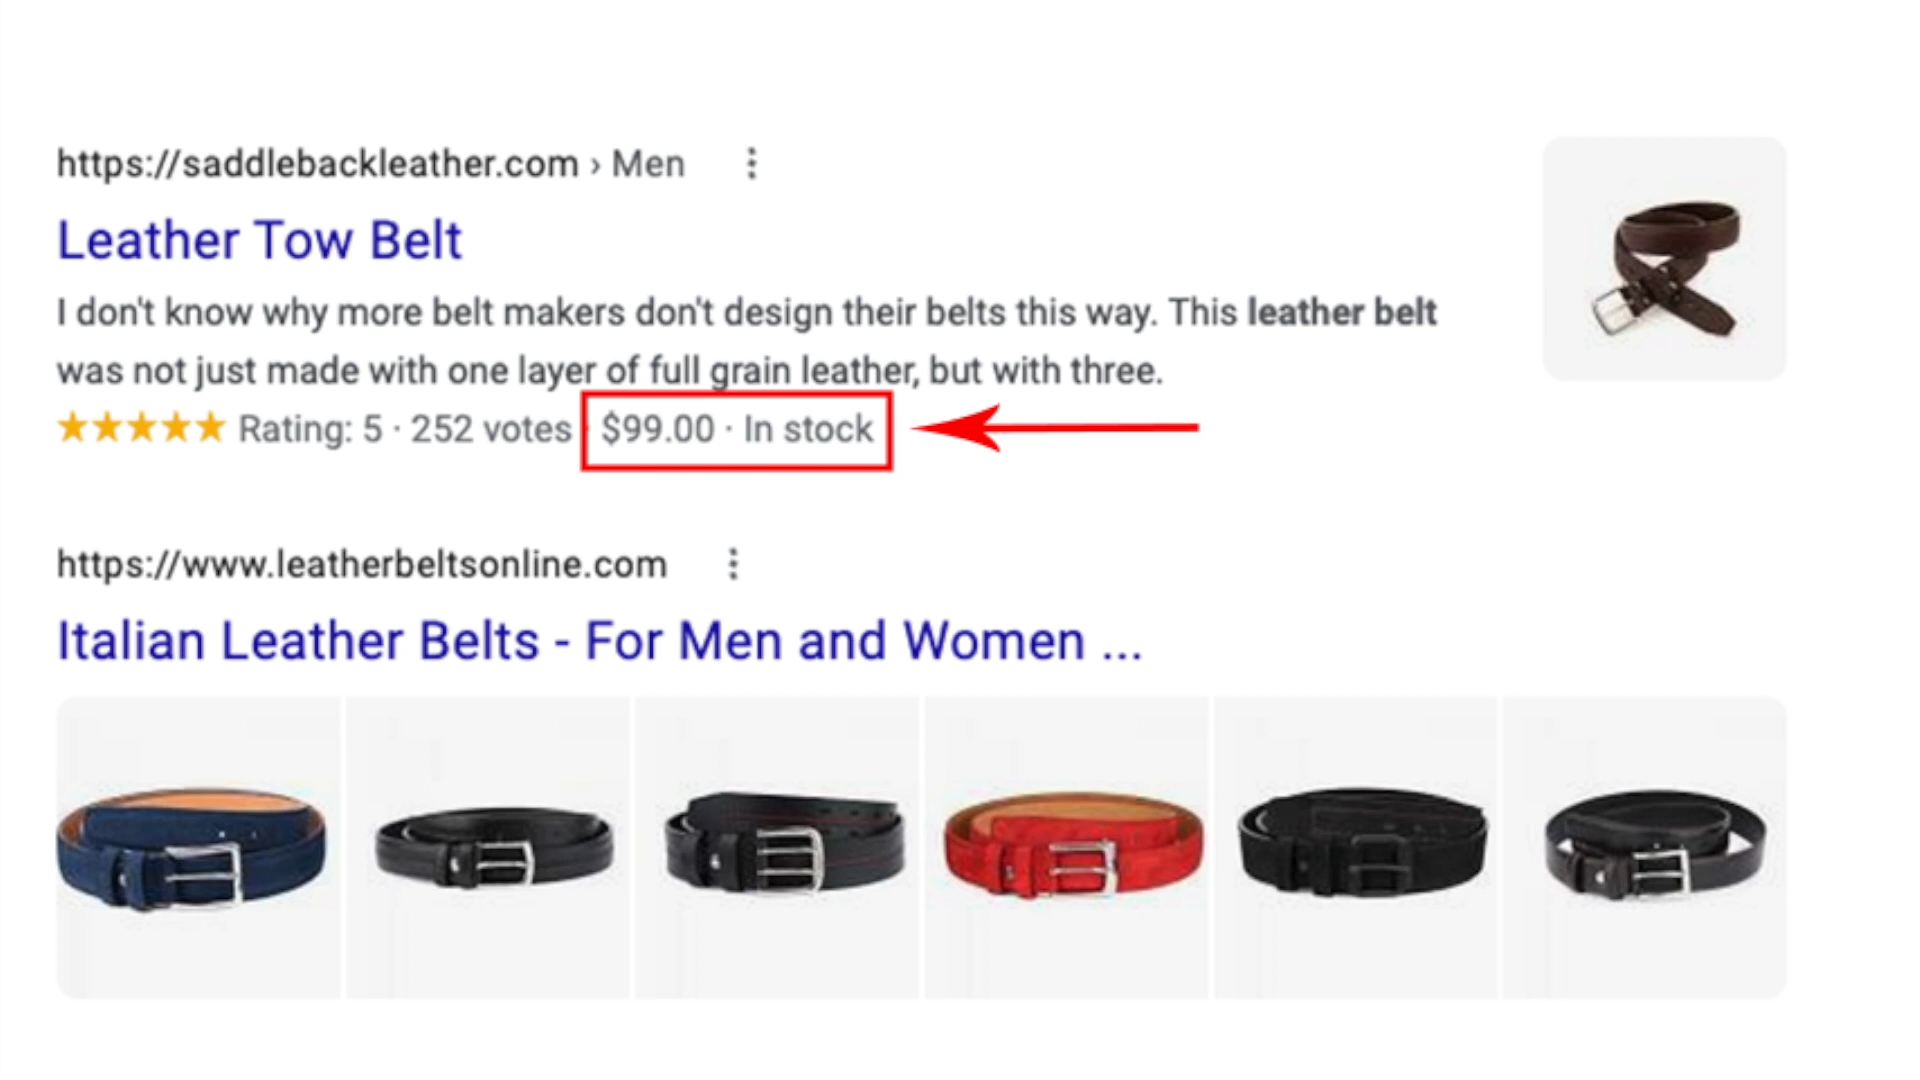 https://saddlebackleather.com › Men
Leather Tow Belt
I don't know why more belt makers don't design their belts this way. This leather belt
was not just made with one layer of full grain leather, but with three.
Rating: 5 · 252 votes · $99.00 · In stock
https://www.leatherbeltsonline.com
Italian Leather Belts - For Men and Women ...